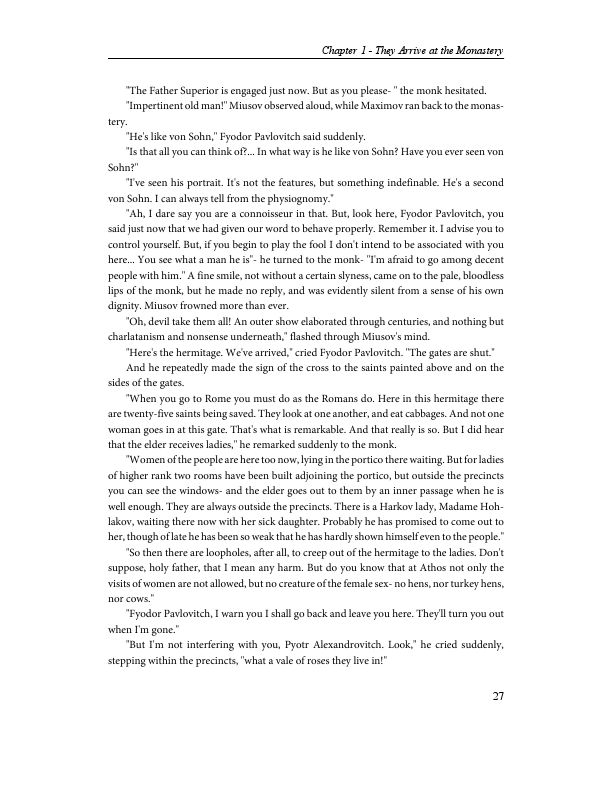 Chapter 1 - They Arrive at the Monastery
"The Father Superior is engaged just now. But as you please- " the monk hesitated.
"Impertinent old man!" Miusov observed aloud, while Maximov ran back to the monas-
tery.
"He's like von Sohn," Fyodor Pavlovitch said suddenly.
"Is that all you can think of?... In what way is he like von Sohn? Have you ever seen von
Sohn?"
"I've seen his portrait. It's not the features, but something indefinable. He's a second
von Sohn. I can always tell from the physiognomy."
"Ah, I dare say you are a connoisseur in that. But, look here, Fyodor Pavlovitch, you
said just now that we had given our word to behave properly. Remember it. I advise you to
control yourself. But, if you begin to play the fool I don't intend to be associated with you
here... You see what a man he is"- he turned to the monk- "I'm afraid to go among decent
people with him." A fine smile, not without a certain slyness, came on to the pale, bloodless
lips of the monk, but he made no reply, and was evidently silent from a sense of his own
dignity. Miusov frowned more than ever.
"Oh, devil take them all! An outer show elaborated through centuries, and nothing but
charlatanism and nonsense underneath," flashed through Miusov's mind.
"Here's the hermitage. We've arrived," cried Fyodor Pavlovitch. "The gates are shut."
And he repeatedly made the sign of the cross to the saints painted above and on the
sides of the gates.
"When you go to Rome you must do as the Romans do. Here in this hermitage there
are twenty-five saints being saved. They look at one another, and eat cabbages. And not one
woman goes in at this gate. That's what is remarkable. And that really is so. But I did hear
that the elder receives ladies," he remarked suddenly to the monk.
"Women of the people are here too now, lying in the portico there waiting. But for ladies
of higher rank two rooms have been built adjoining the portico, but outside the precincts
you can see the windows- and the elder goes out to them by an inner passage when he is
well enough. They are always outside the precincts. There is a Harkov lady, Madame Hoh-
lakov, waiting there now with her sick daughter. Probably he has promised to come out to
her, though of late he has been so weak that he has hardly shown himself even to the people."
"So then there are loopholes, after all, to creep out of the hermitage to the ladies. Don't
suppose, holy father, that I mean any harm. But do you know that at Athos not only the
visits of women are not allowed, but no creature of the female sex- no hens, nor turkey hens,
nor cows."
"Fyodor Pavlovitch, I warn you I shall go back and leave you here. They'll turn you out
when I'm gone."
"But I'm not interfering with you, Pyotr Alexandrovitch. Look," he cried suddenly,
stepping within the precincts, "what a vale of roses they live in!"
27